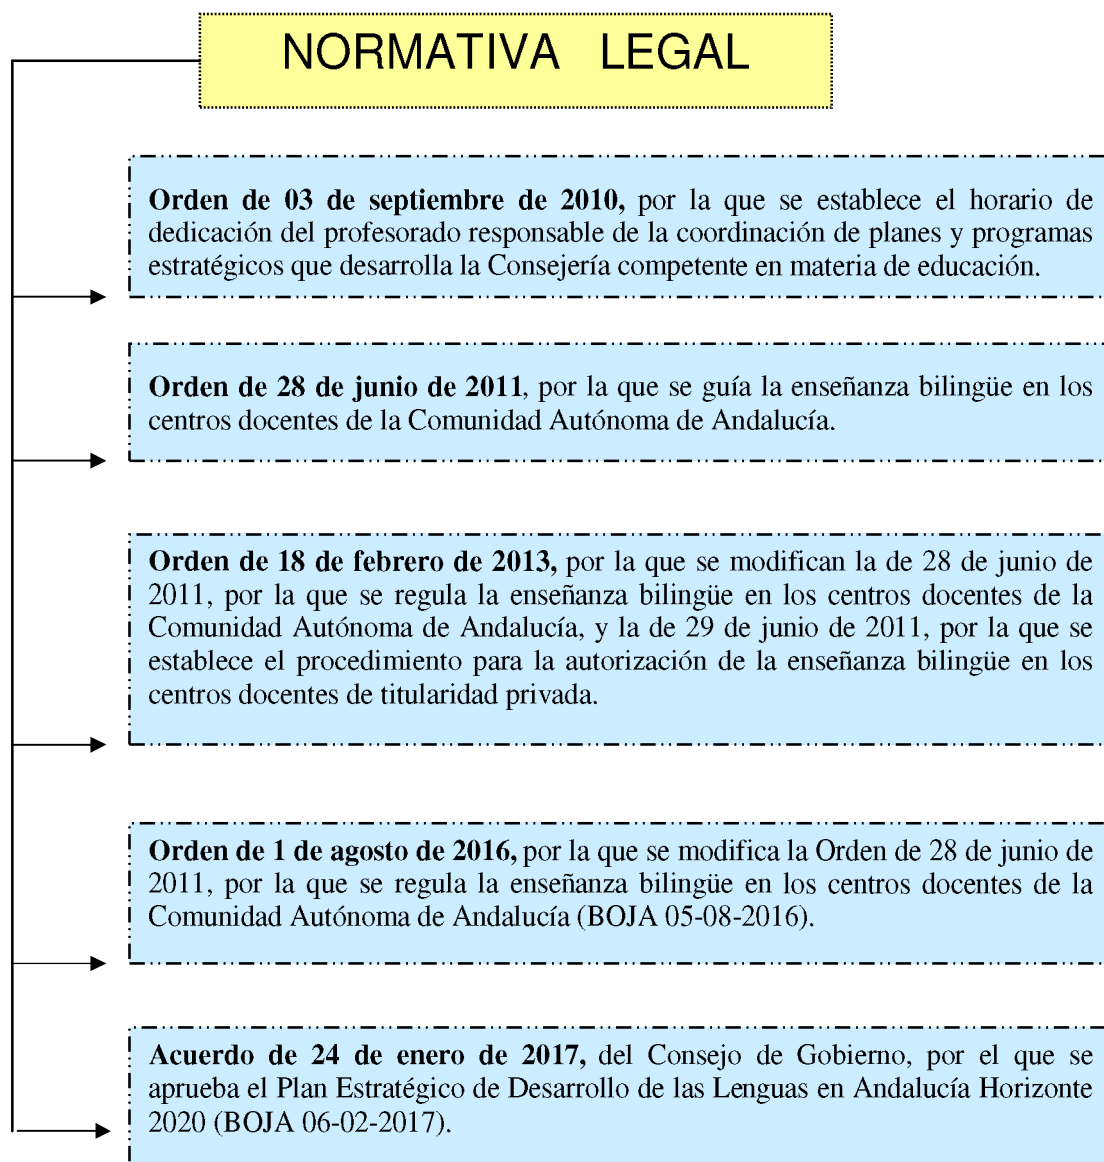 NORMATIVA LEGAL
Orden de 03 de septiembre de 2010, por la que se establece el horario de
dedicación del profesorado responsable de la coordinación de planes y programas
estratégicos que desarrolla la Consejería competente en materia de educación.
Orden de 28 de junio de 2011, por la que se guía la enseñanza bilingüe en los
centros docentes de la Comunidad Autónoma de Andalucía.
Orden de 18 de febrero de 2013, por la que se modifican la de 28 de junio de
2011, por la que se regula la enseñanza bilingüe en los centros docentes de la
Comunidad Autónoma de Andalucía, y la de 29 de junio de 2011, por la que se
establece el procedimiento para la autorización de la enseñanza bilingüe en los
centros docentes de titularidad privada.
Orden de 1 de agosto de 2016, por la que se modifica la Orden de 28 de junio de
2011, por la que se regula la enseñanza bilingüe en los centros docentes de la
Comunidad Autónoma de Andalucía (BOJA 05-08-2016).
Acuerdo de 24 de enero de 2017, del Consejo de Gobierno, por el que se
aprueba el Plan Estratégico de Desarrollo de las Lenguas en Andalucía Horizonte
2020 (BOJA 06-02-2017).